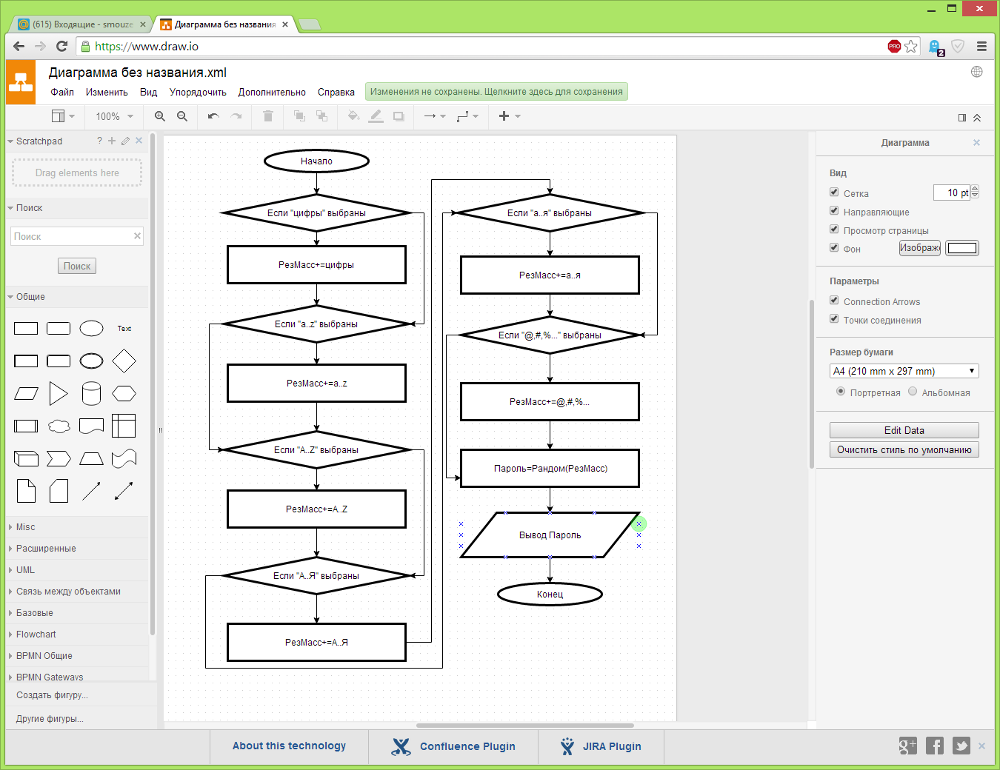 (615) Входящие - smouze
Диаграмма без названия
https://www.draw.io
PRO
2
Диаграмма без названия.xml
Файл Изменить Вид Упорядочить Дополнительно Справка
Изменения не сохранены. Щелкните здесь для сохранения
100%
Scratchpad ?
Drag elements here
Поиск
Поиск
Поиск
Общие
Text
Misc
Расширенные
UML
Связь между объектами
Базовые
Flowchart
BPMN Общие
BPMN Gateways
Создать фигуру...
Другие фигуры...
Начало
Если "цифры" выбраны
РезМасс+=цифры
Если "a..z" выбраны
РезМасс+=a..z
Если "A..Z" выбраны
РезМасс+=A..Z
Если "А..Я" выбраны
РезМасс+=А..Я
Если "а..я" выбраны
РезМасс+=а..я
Если "@,#,%..." выбраны
РезМасс+=@,#,%...
Пароль=Рандом(РезМасс)
Вывод Пароль
Конец
Диаграмма
Вид
Сетка 10 pt
Направляющие
Просмотр страницы
Фон Изображе
Параметры
Connection Arrows
Точки соединения
Размер бумаги
A4 (210 mm x 297 mm)
Портретная Альбомная
Edit Data
Очистить стиль по умолчанию
About this technology Confluence Plugin JIRA Plugin